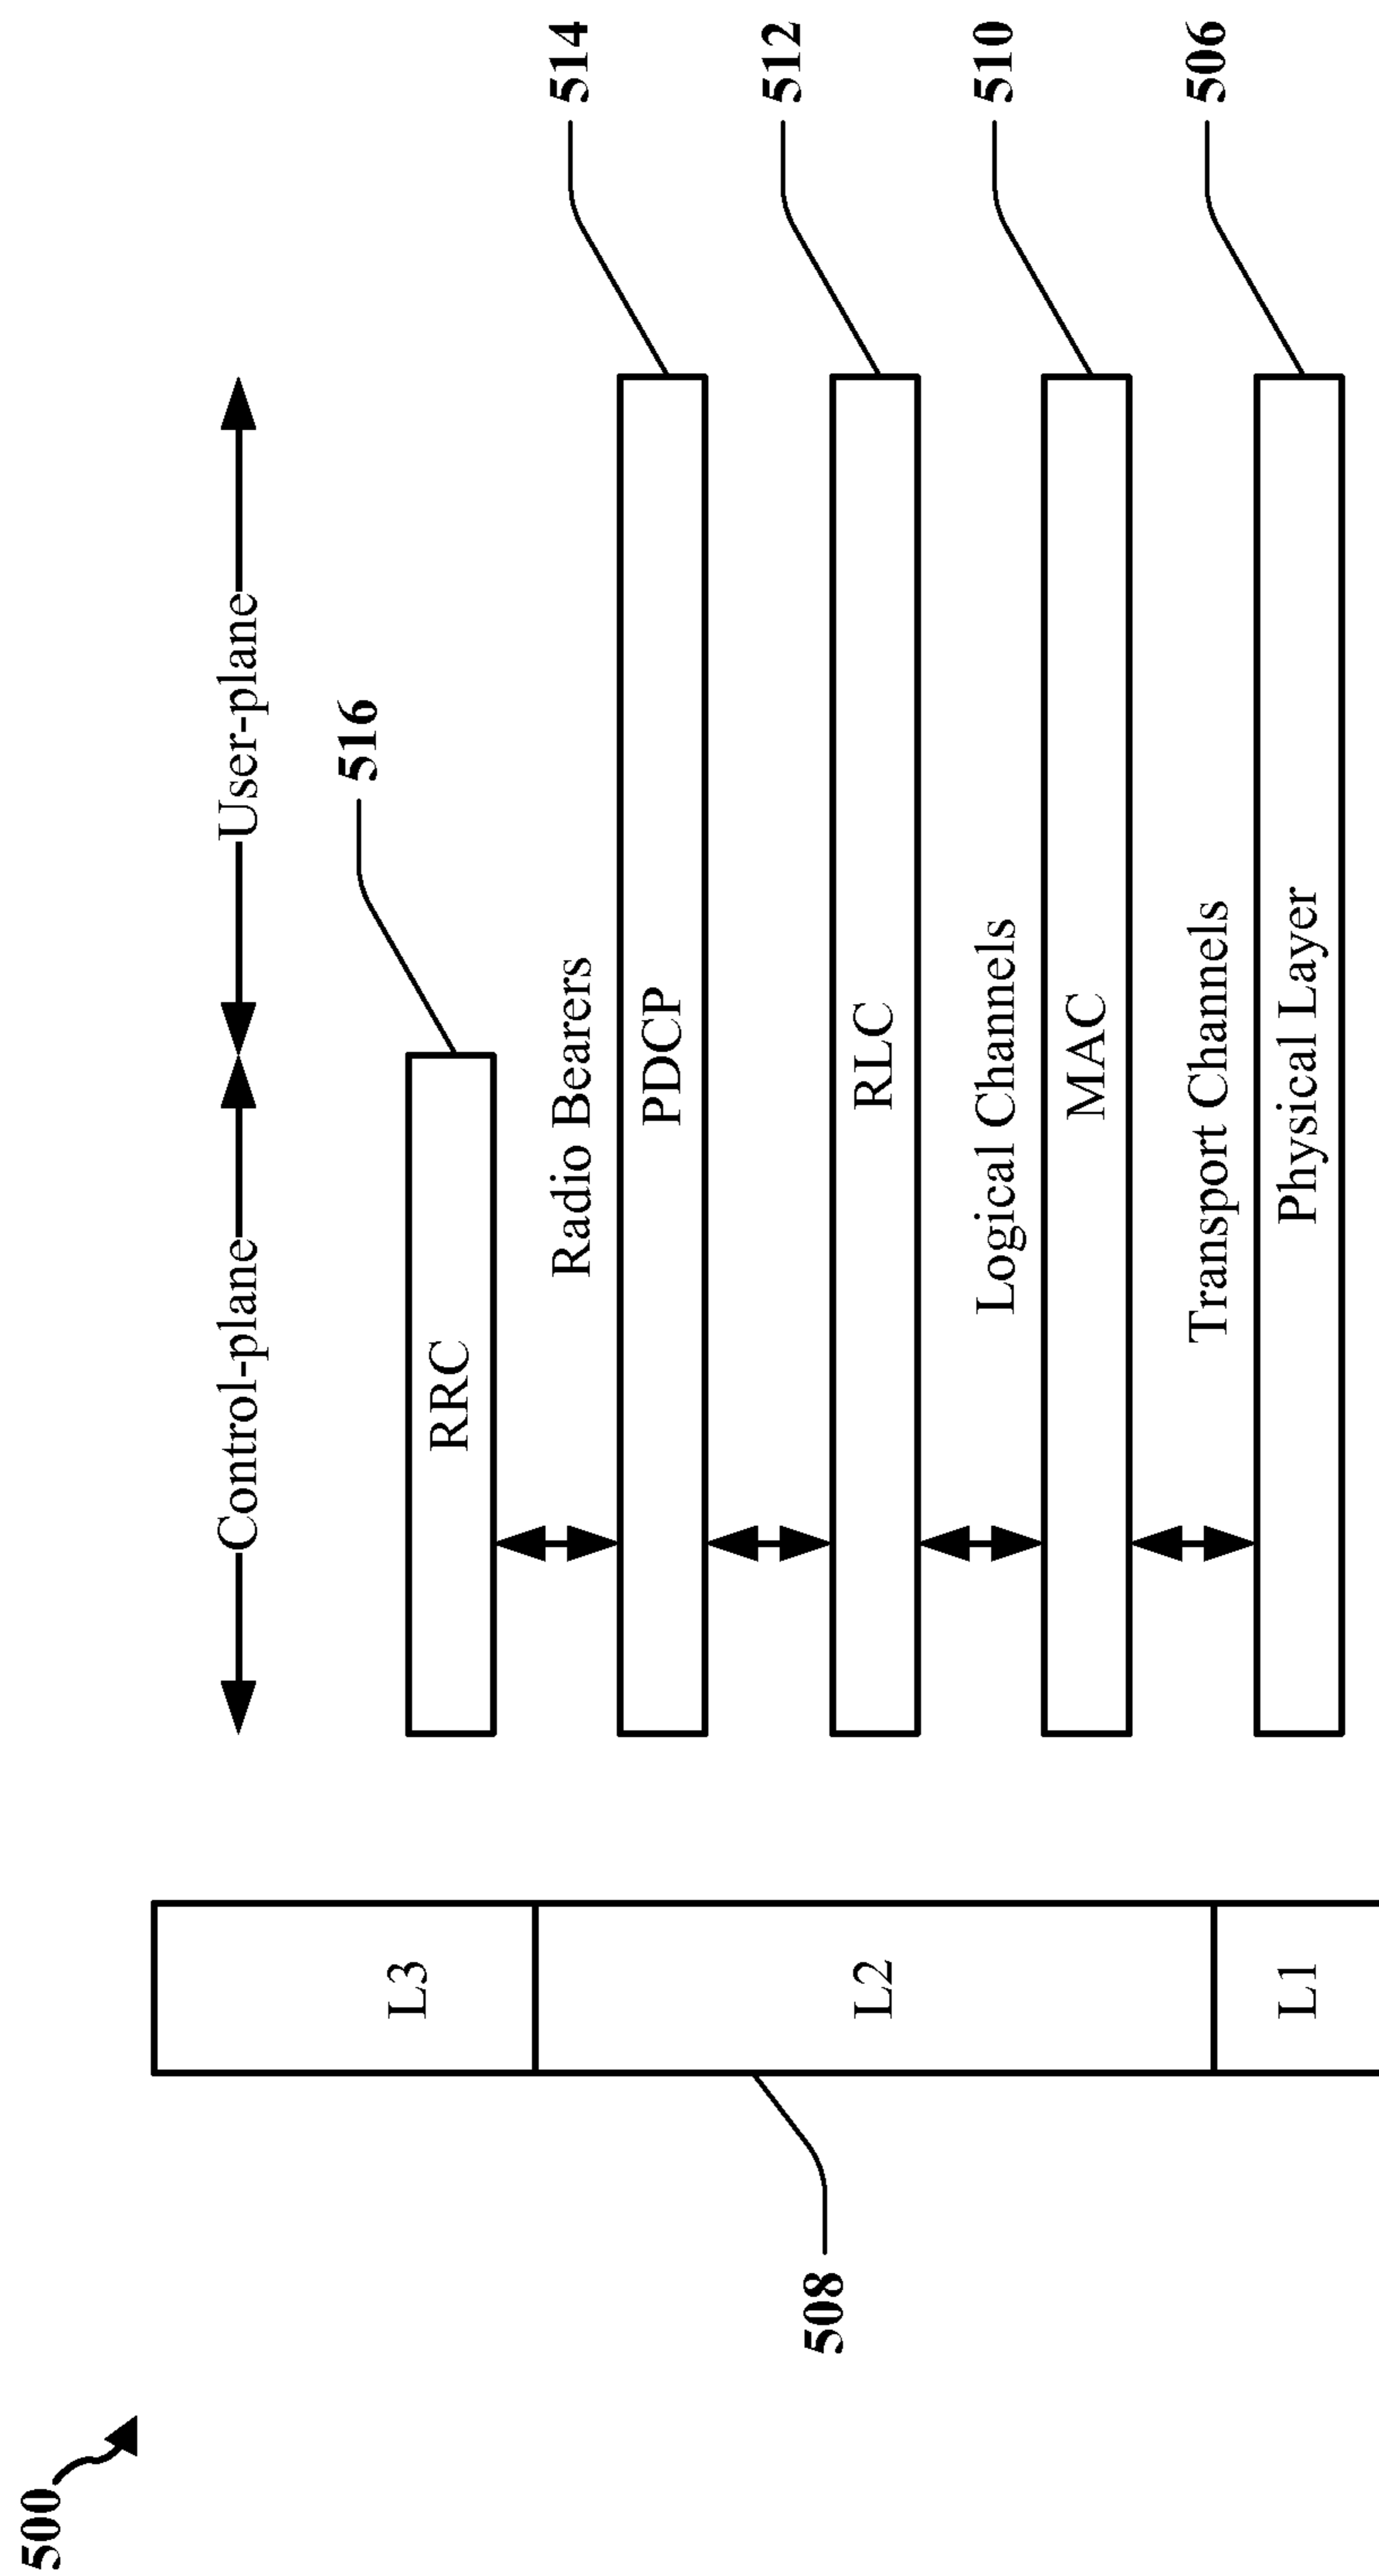 500
Control-plane
User-plane
516
L3
RRC
Radio Bearers
514
PDCP
508
L2
512
RLC
Logical Channels
510
MAC
Transport Channels
506
L1
Physical Layer